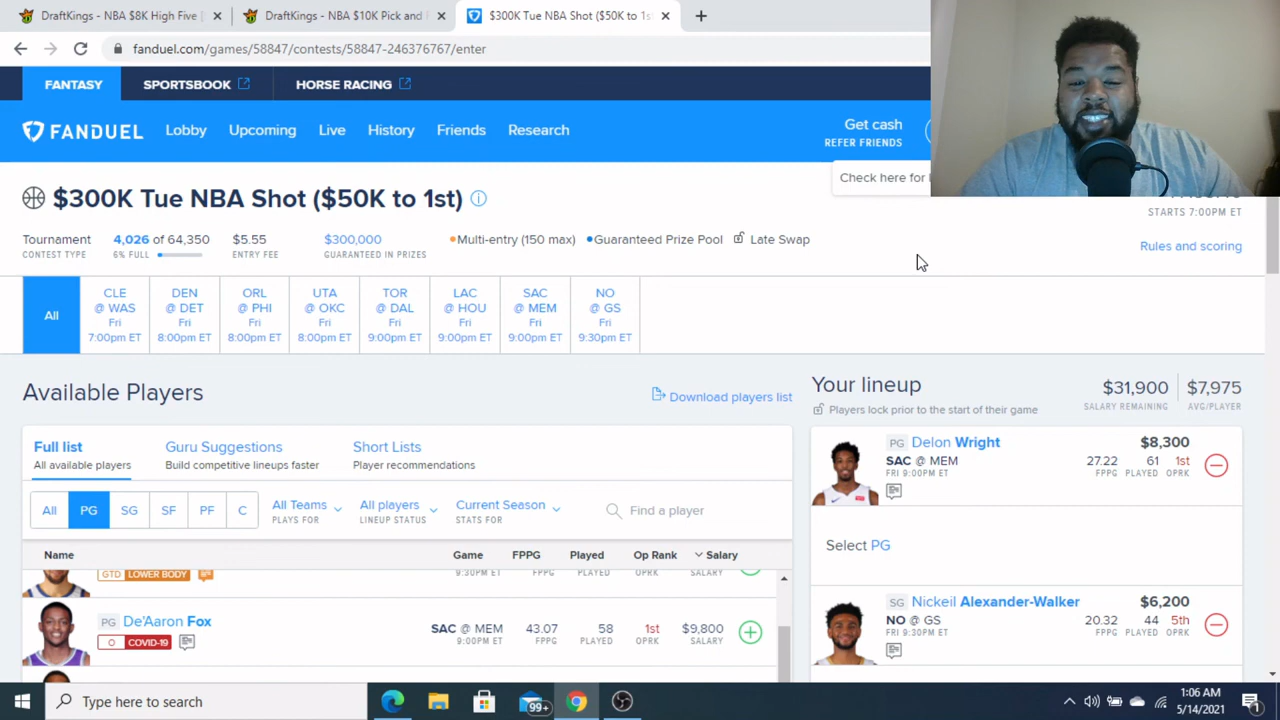 DraftKings - NBA $8K High Five [
DraftKings - NBA $10K Pick and
$300K Tue NBA Shot ($50K to 1st
fanduel.com/games/58847/contests/58847-246376767/enter
FANTASY
SPORTSBOOK
HORSE RACING
FANDUEL
Lobby
Upcoming
Live
History
Friends
Research
Get cash
REFER FRIENDS
Check here for
$300K Tue NBA Shot ($50K to 1st)
STARTS 7:00PM ET
Tournament
CONTEST TYPE
4,026 of 64,350
6% FULL
$5.55
ENTRY FEE
$300,000
GUARANTEED IN PRIZES
Multi-entry (150 max)
Guaranteed Prize Pool
Late Swap
Rules and scoring
All
CLE
@ WAS
Fri
7:00pm ET
DEN
@ DET
Fri
8:00pm ET
ORL
@ PHI
Fri
8:00pm ET
UTA
@ OKC
Fri
8:00pm ET
TOR
@ DAL
Fri
9:00pm ET
LAC
@ HOU
Fri
9:00pm ET
SAC
@ MEM
Fri
9:00pm ET
NO
@ GS
Fri
9:30pm ET
Available Players
Download players list
Full list
All available players
Guru Suggestions
Build competitive lineups faster
Short Lists
Player recommendations
All
PG
SG
SF
PF
C
All Teams
PLAYS FOR
All players
LINEUP STATUS
Current Season
STATS FOR
Find a player
Name
Game
FPPG
Played
Op Rank
Salary
GTD LOWER BODY
9:30PM ET
FPPG
PLAYED
OPRK
SALARY
PG De'Aaron Fox
O COVID-19
SAC @ MEM
9:00PM ET
43.07
FPPG
58
PLAYED
1st
OPRK
$9,800
SALARY
Your lineup
Players lock prior to the start of their game
$31,900
SALARY REMAINING
$7,975
AVG/PLAYER
PG Delon Wright
SAC @ MEM
FRI 9:00PM ET
$8,300
27.22
FPPG
61
PLAYED
1st
OPRK
Select PG
SG Nickeil Alexander-Walker
NO @ GS
FRI 9:30PM ET
$6,200
20.32
FPPG
44
PLAYED
5th
OPRK
Type here to search
99+
1:06 AM
5/14/2021
1